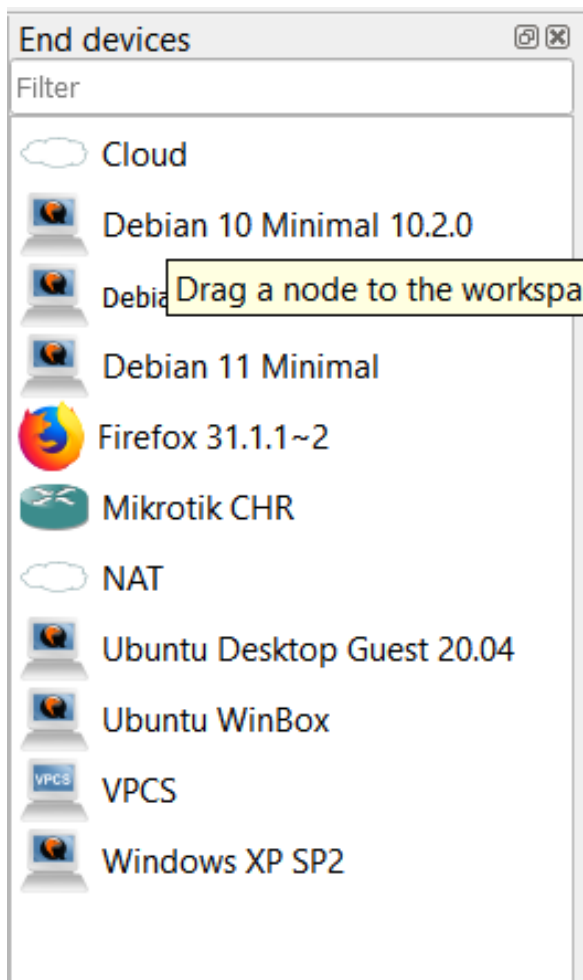 End devices
Filter
Cloud
Debian 10 Minimal 10.2.0
Drag a node to the
Debian 11 Minimal
Firefox 31.1.1~2
Mikrotik CHR
NAT
Ubuntu Desktop Guest 20.04
Ubuntu WinBox
VPCS
VPCS
Windows XP SP2